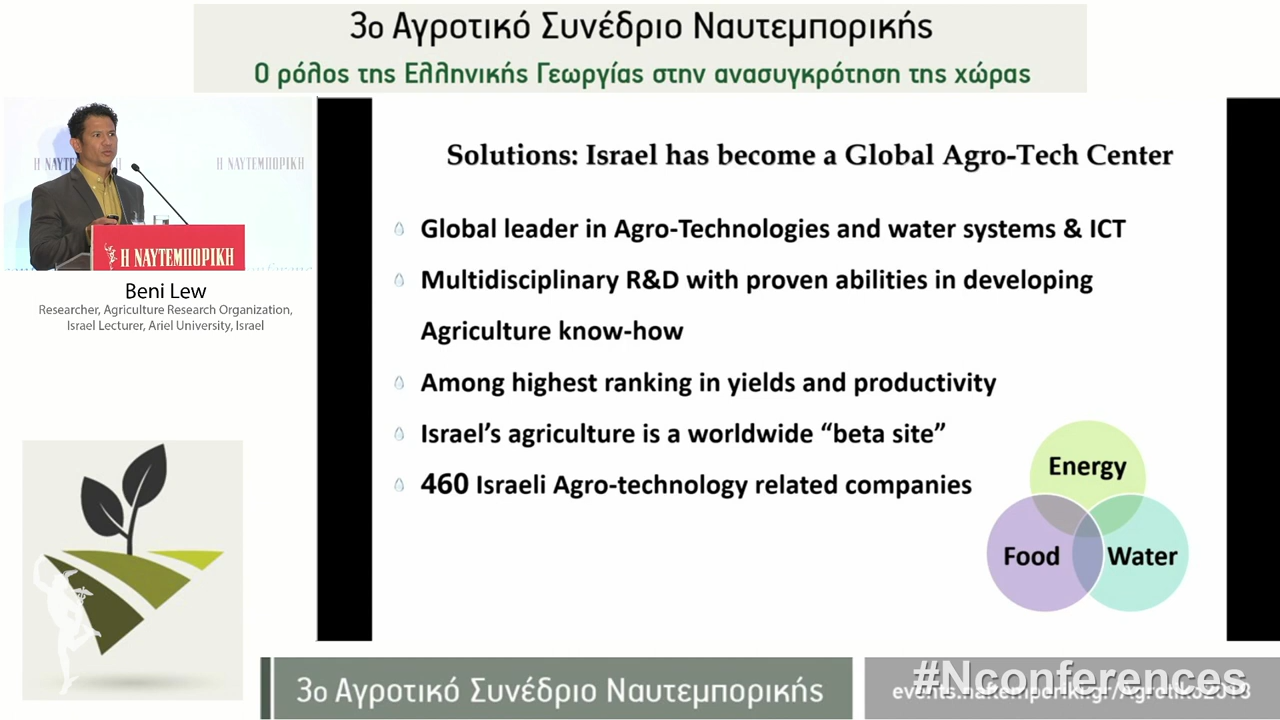 3ο Αγροτικό Συνέδριο Ναυτεμπορικής
Ο ρόλος της Ελληνικής Γεωργίας στην ανασυγκρότηση της χώρας
Η ΝΑΥΤΕ
Η ΝΑΥΤΕΜΠΟΡΙΚΗ
Η ΝΑΥΤΕΜΠΟΡΙΚΗ
Beni Lew
Researcher, Agriculture Research Organization,
Israel Lecturer, Ariel University, Israel
Solutions: Israel has become a Global Agro-Tech Center
Global leader in Agro-Technologies and water systems & ICT
Multidisciplinary R&D with proven abilities in developing
Agriculture know-how
Among highest ranking in yields and productivity
Israel’s agriculture is a worldwide “beta site”
460 Israeli Agro-technology related companies
Energy
Food
Water
3ο Αγροτικό Συνέδριο Ναυτεμπορικής
#Nconferences